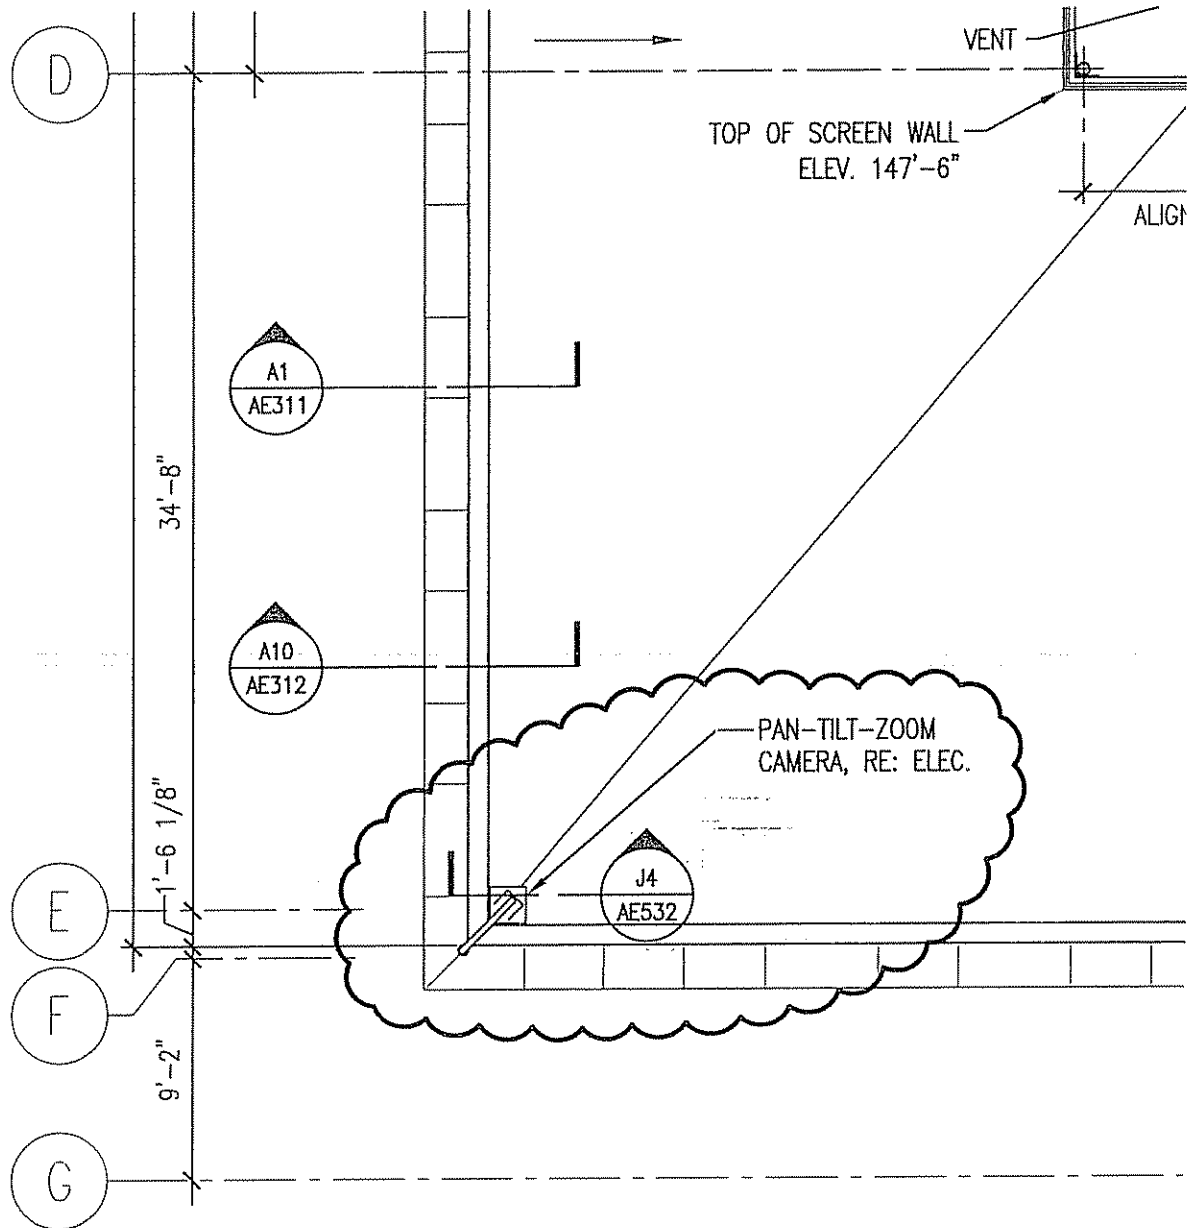 D
VENT
TOP OF SCREEN WALL
ELEV. 147'-6"
ALIGN
A1
AE311
34'-8"
A10
AE312
PAN-TILT-ZOOM
CAMERA, RE: ELEC.
1'-6 1/8"
J4
AE532
E
F
9'-2"
G